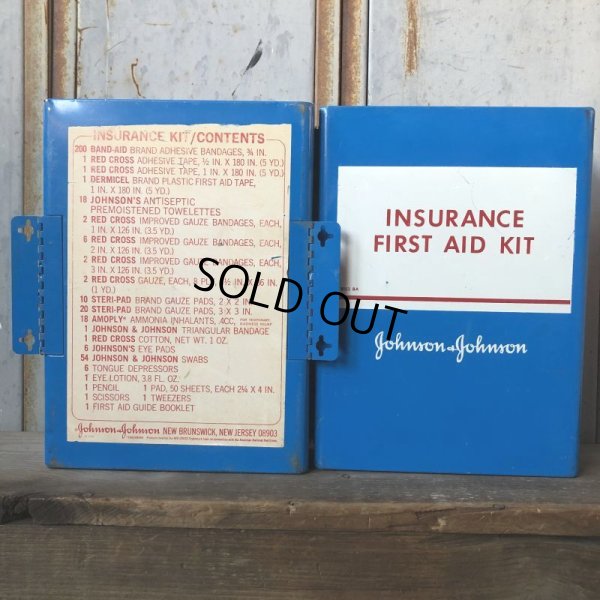 INSURANCE KIT/CONTENTS
200 BAND-AID BRAND ADHESIVE BANDAGES, ¾ IN.
1 RED CROSS ADHESIVE TAPE, ½ IN X 180 IN. (5 YD.)
1 RED CROSS ADHESIVE TAPE, 1 IN. X 180 IN. (5 YD.)
1 DERMICEL BRAND PLASTIC FIRST AID TAPE,
1 IN. X 180 IN. (5 YD.)
18 JOHNSON'S ANTISEPTIC
PREMOISTENED TOWELETTES
2 RED CROSS IMPROVED GAUZE BANDAGES, EACH,
1 IN. X 126 IN. (3.5 YD.)
6 RED CROSS IMPROVED GAUZE BANDAGES, EACH,
2 IN. X 126 IN. (3.5 YD.)
2 RED CROSS IMPROVED GAUZE BANDAGES, EACH,
3 IN. X 126 IN. (3.5 YD.)
2 RED CROSS GAUZE, EACH, IN.
(1 YD.)
10 STERI-PAD BRAND GAUZE PADS, 2 X 2 IN.
20 STERI-PAD BRAND GAUZE PADS, 3 X 3 IN.
18 AMOPLY AMMONIA INHALANTS, .4CC,
1 JOHNSON & JOHNSON TRIANGULAR BANDAGE
1 RED CROSS COTTON, NET WT. 1 OZ.
6 JOHNSON'S EYE PADS
54 JOHNSON & JOHNSON SWABS
6 TONGUE DEPRESSORS
1 EYE LOTION, 3.8 FL. OZ.
1 PENCIL 1 PAD, 50 SHEETS, EACH 2¼ X 4 IN.
1 SCISSORS 1 TWEEZERS
1 FIRST AID GUIDE BOOKLET
Johnson & Johnson NEW BRUNSWICK, NEW JERSEY 08903
INSURANCE
FIRST AID KIT
Johnson & Johnson
SOLD OUT